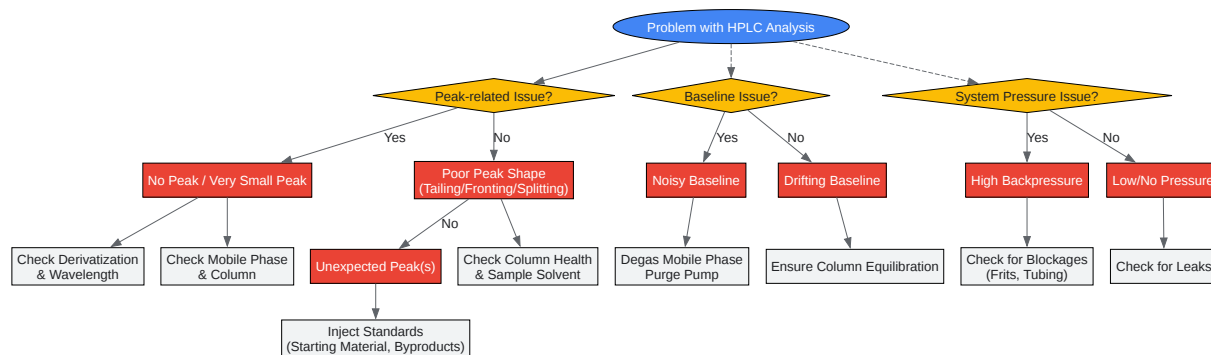 Problem with HPLC Analysis
Peak-related Issue?
Baseline Issue?
System Pressure Issue?
Yes
No
Yes
No
Yes
No
No Peak / Very Small Peak
Poor Peak Shape
(Tailing/Fronting/Splitting)
Noisy Baseline
Drifting Baseline
High Backpressure
Low/No Pressure
No
Check Derivatization
& Wavelength
Check Mobile Phase
& Column
Unexpected Peak(s)
Check Column Health
& Sample Solvent
Degas Mobile Phase
Purge Pump
Ensure Column Equilibration
Check for Blockages
(Frits, Tubing)
Check for Leaks
Inject Standards
(Starting Material, Byproducts)